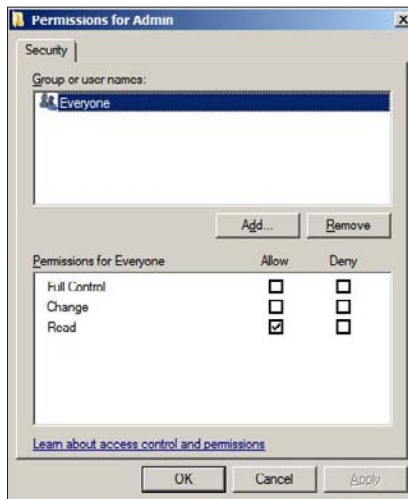 Permissions for Admin
Security
Group or user names:
Everyone
Add... Remove
Permissions for Everyone Allow Deny
Full Control
Change
Read
Learn about access control and permissions
OK Cancel Apply